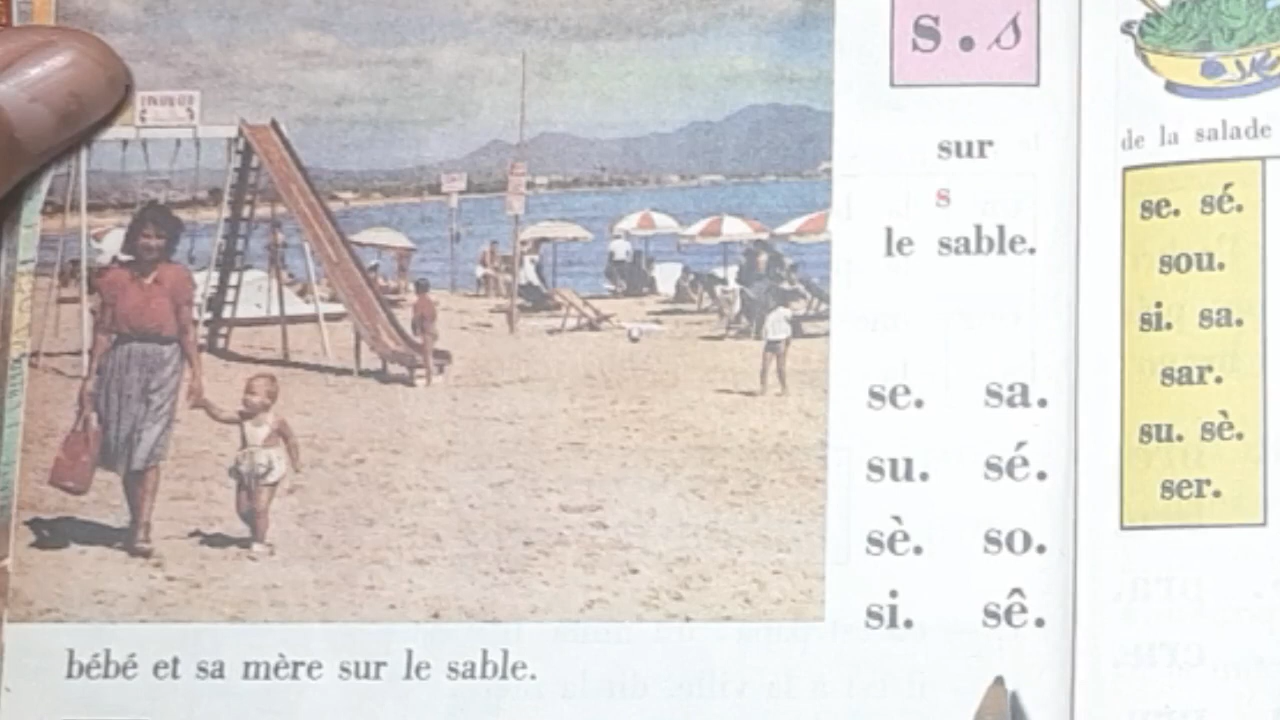 s . s
sur
s
le sable.
se. sa.
su. sé.
sè. so.
si. sê.
bébé et sa mère sur le sable.
de la salade
se. sé.
sou.
si. sa.
sar.
su. sè.
ser.